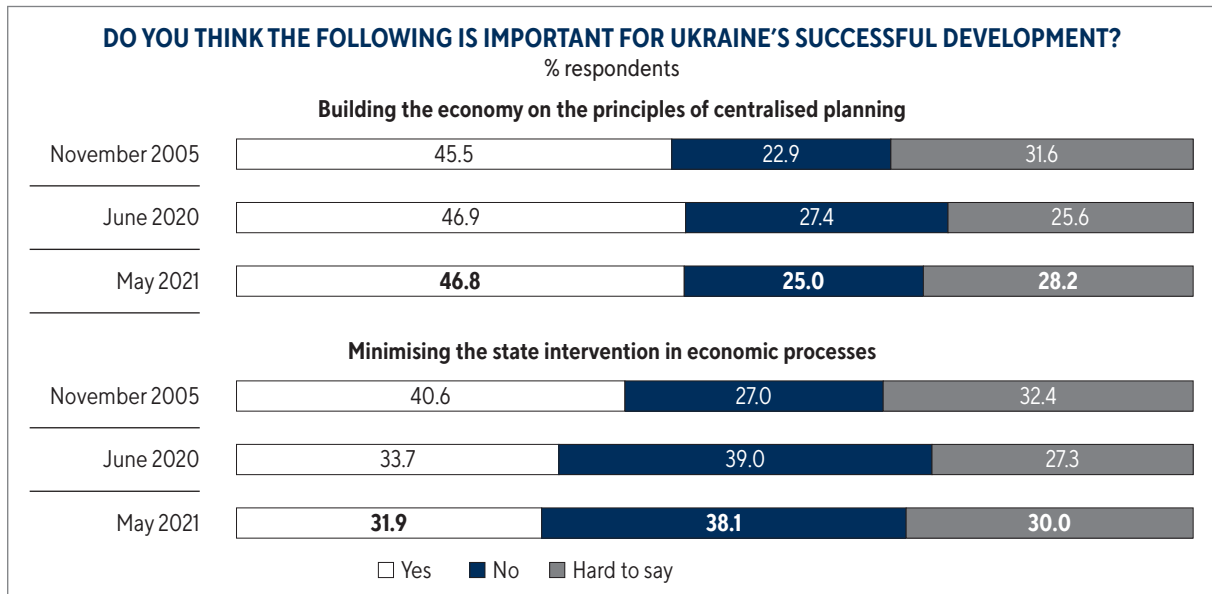 DO YOU THINK THE FOLLOWING IS IMPORTANT FOR UKRAINE'S SUCCESSFUL DEVELOPMENT?
% respondents
Building the economy on the principles of centralised planning
November 2005 45.5 22.9 31.6
June 2020 46.9 27.4 25.6
May 2021 46.8 25.0 28.2
Minimising the state intervention in economic processes
November 2005 40.6 27.0 32.4
June 2020 33.7 39.0 27.3
May 2021 31.9 38.1 30.0
Yes No Hard to say